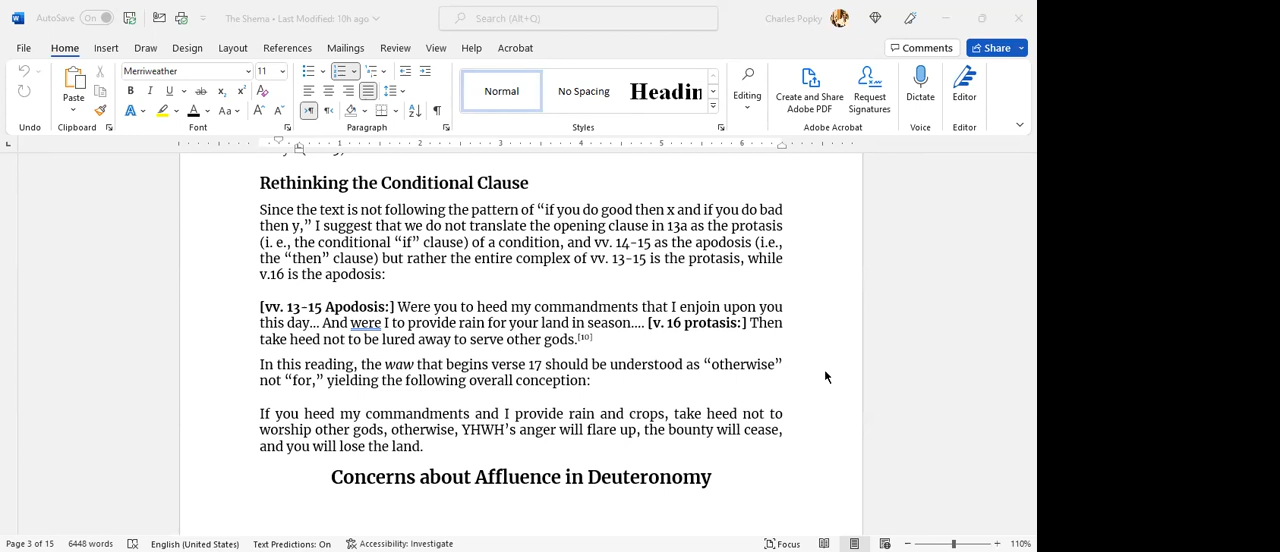 AutoSave On The Shema • Last Modified: 10h ago Search (Alt+Q) Charles Popky
File Home Insert Draw Design Layout References Mailings Review View Help Acrobat Comments Share
Merriweather 11
Paste Normal No Spacing Headin Editing Create and Share Adobe PDF Request Signatures Dictate Editor
Undo Clipboard Font Paragraph Styles Adobe Acrobat Voice Editor
1 2 3 4 5 6
Rethinking the Conditional Clause
Since the text is not following the pattern of “if you do good then x and if you do bad
then y,” I suggest that we do not translate the opening clause in 13a as the protasis
(i. e., the conditional “if” clause) of a condition, and vv. 14-15 as the apodosis (i.e.,
the “then” clause) but rather the entire complex of vv. 13-15 is the protasis, while
v.16 is the apodosis:
[vv. 13-15 Apodosis:] Were you to heed my commandments that I enjoin upon you
this day... And were I to provide rain for your land in season.... [v. 16 protasis:] Then
take heed not to be lured away to serve other gods.[10]
In this reading, the waw that begins verse 17 should be understood as “otherwise”
not “for,” yielding the following overall conception:
If you heed my commandments and I provide rain and crops, take heed not to
worship other gods, otherwise, YHWH’s anger will flare up, the bounty will cease,
and you will lose the land.
Concerns about Affluence in Deuteronomy
Page 3 of 15 6448 words English (United States) Text Predictions: On Accessibility: Investigate Focus 110%